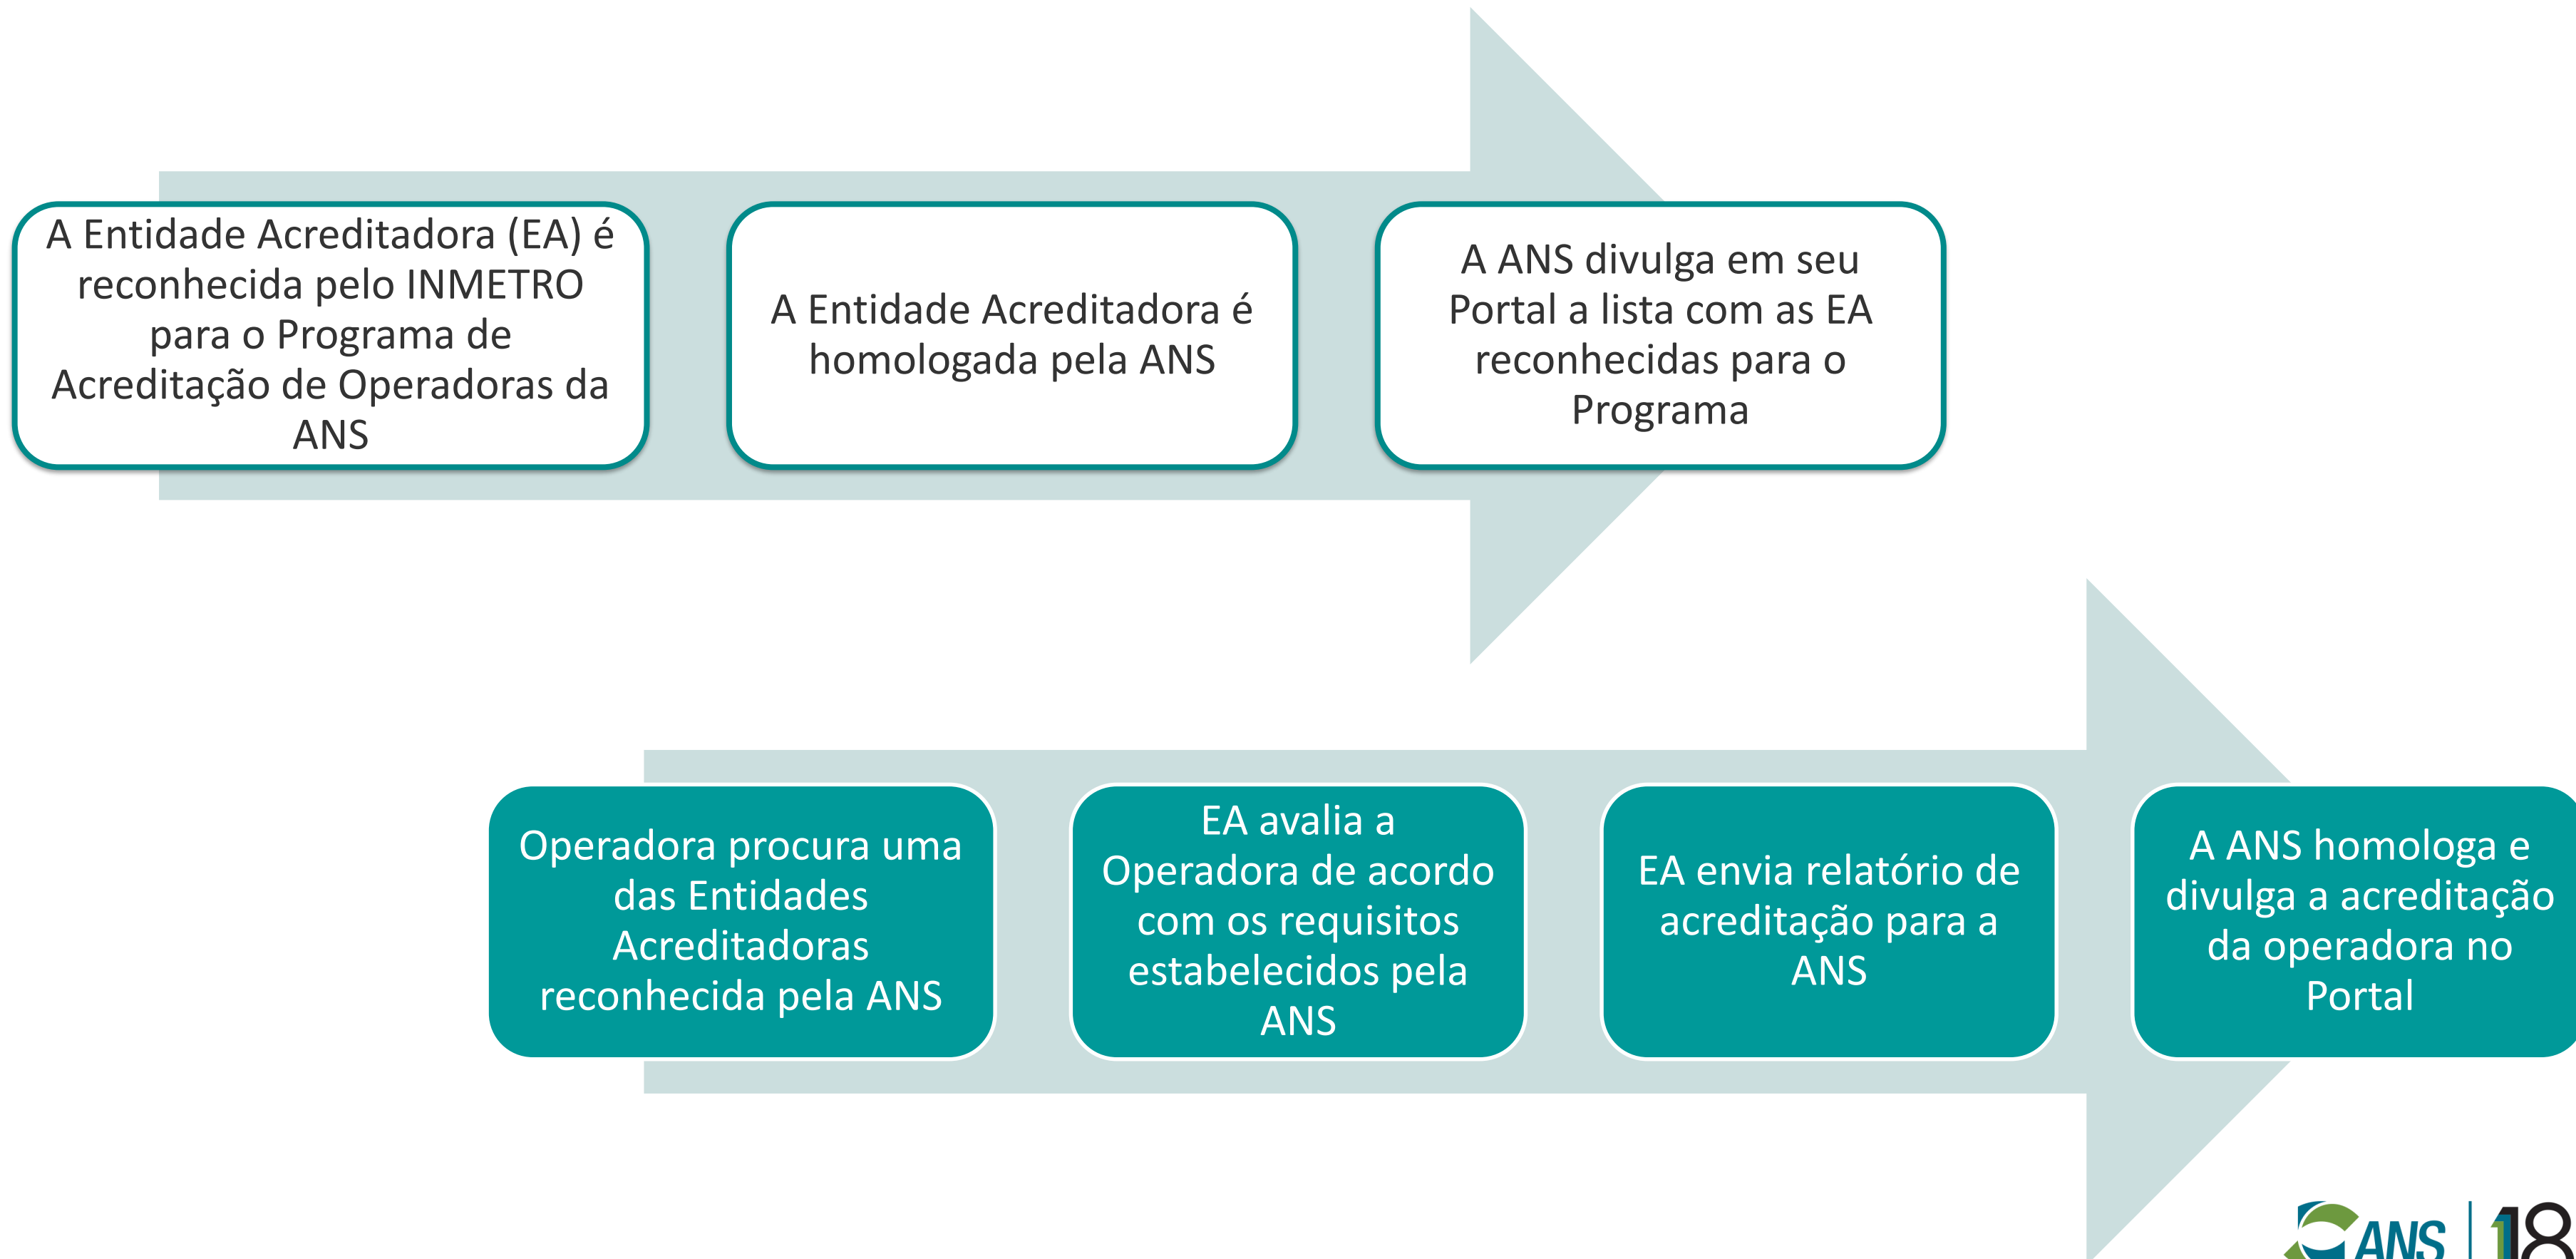 A Entidade Acreditadora (EA) é
reconhecida pelo INMETRO
para o Programa de
Acreditação de Operadoras da
ANS
A Entidade Acreditadora é
homologada pela ANS
A ANS divulga em seu
Portal a lista com as EA
reconhecidas para o
Programa
Operadora procura uma
das Entidades
Acreditadoras
reconhecida pela ANS
EA avalia a
Operadora de acordo
com os requisitos
estabelecidos pela
ANS
EA envia relatório de
acreditação para a
ANS
A ANS homologa e
divulga a acreditação
da operadora no
Portal
ANS
18